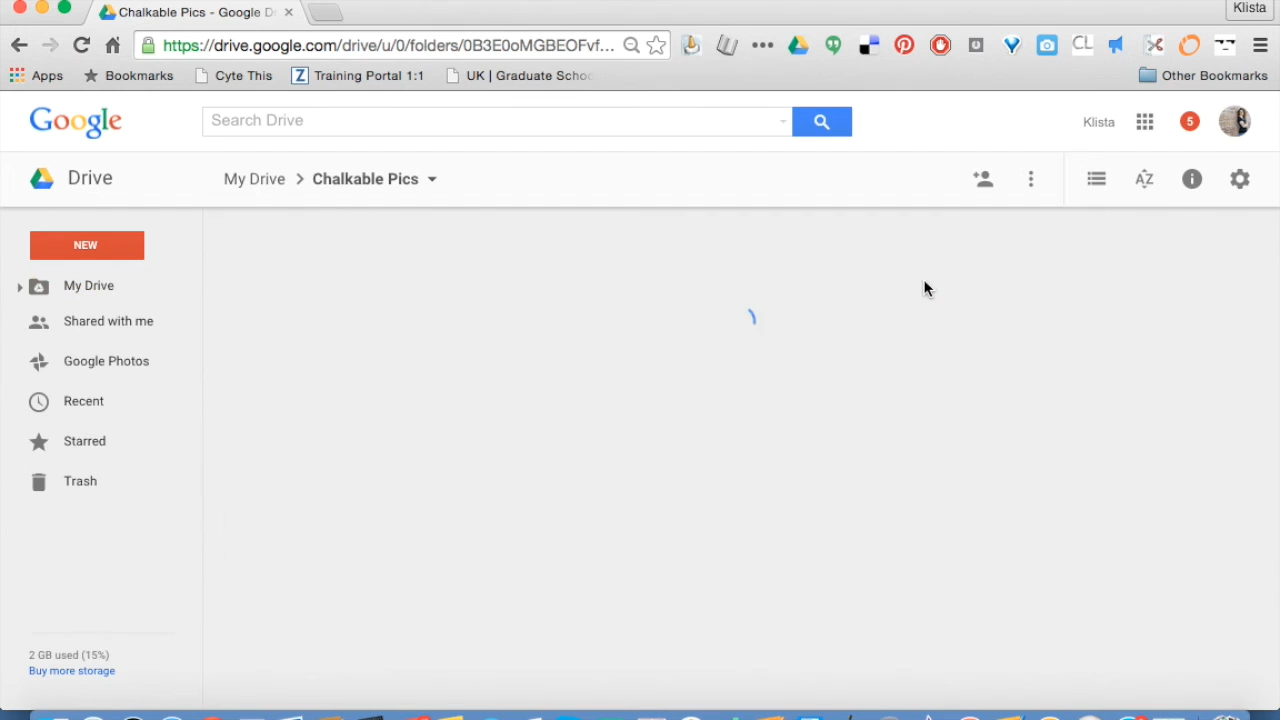 Chalkable Pics - Google D
Klista
https://drive.google.com/drive/u/0/folders/0B3E0oMGBEOFvf...
CL
Apps
Bookmarks
Cyte This
Z Training Portal 1:1
UK | Graduate Schoo
Other Bookmarks
Google
Search Drive
Klista
5
Drive
My Drive > Chalkable Pics
AZ
NEW
My Drive
Shared with me
Google Photos
Recent
Starred
Trash
2 GB used (15%)
Buy more storage